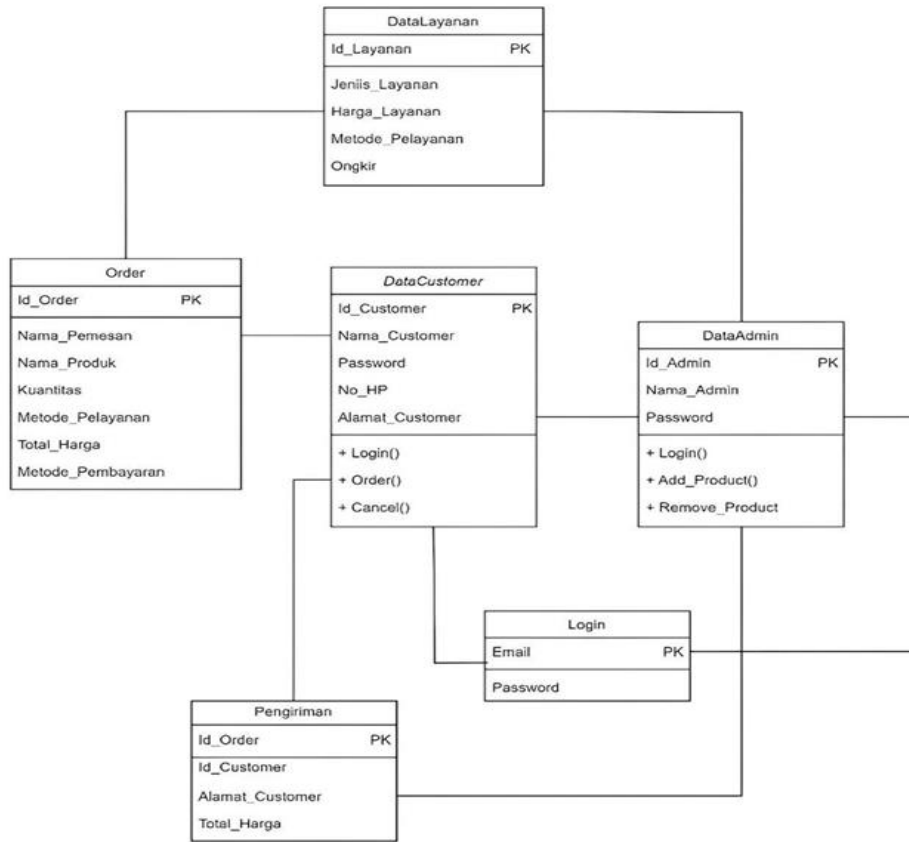 DataLayanan
Id_Layanan PK
Jeniis_Layanan
Harga_Layanan
Metode_Pelayanan
Ongkir
Order
Id_Order PK
Nama_Pemesan
Nama_Produk
Kuantitas
Metode_Pelayanan
Total_Harga
Metode_Pembayaran
DataCustomer
Id_Customer PK
Nama_Customer
Password
No_HP
Alamat_Customer
+ Login()
+ Order()
+ Cancel()
DataAdmin
Id_Admin PK
Nama_Admin
Password
+ Login()
+ Add_Product()
+ Remove_Product
Login
Email PK
Password
Pengiriman
Id_Order PK
Id_Customer
Alamat_Customer
Total_Harga